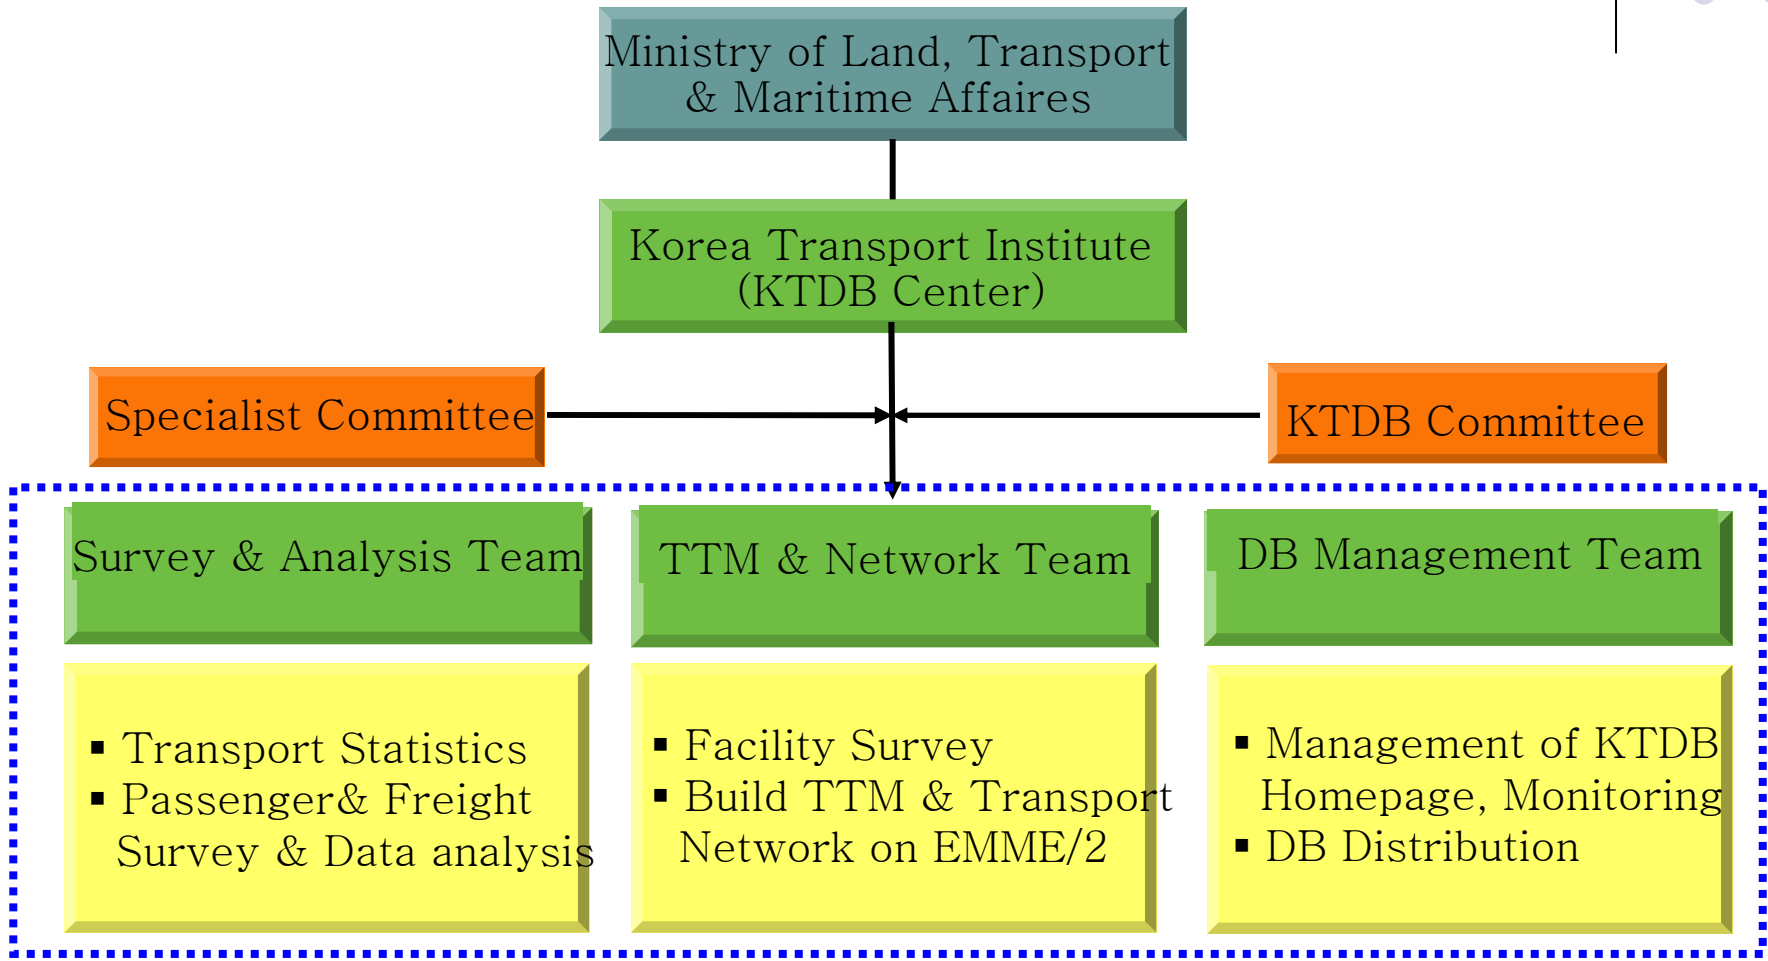 Ministry of Land, Transport
& Maritime Affaires
Korea Transport Institute
(KTDB Center)
Specialist Committee
KTDB Committee
Survey & Analysis Team
TTM & Network Team
DB Management Team
▪ Transport Statistics
▪ Passenger& Freight
Survey & Data analysis
▪ Facility Survey
▪ Build TTM & Transport
Network on EMME/2
▪ Management of KTDB
Homepage, Monitoring
▪ DB Distribution